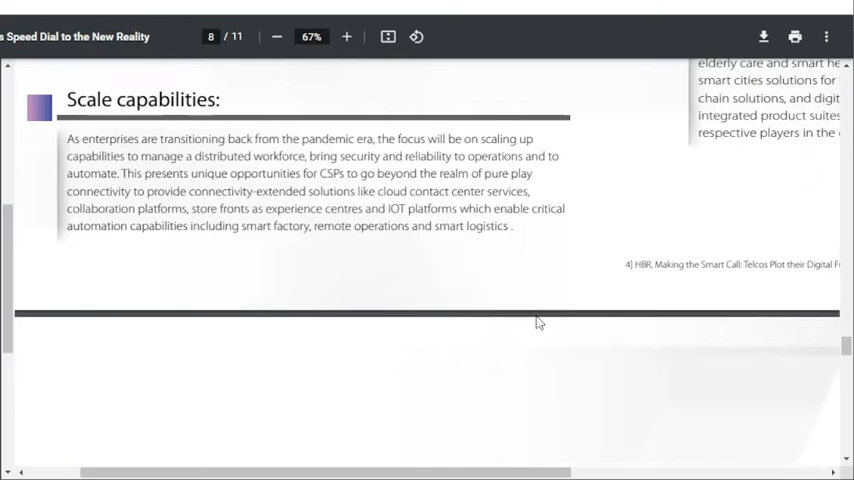 s Speed Dial to the New Reality
8 / 11
67%
elderly care and smart he
smart cities solutions for
chain solutions, and digit
integrated product suites
respective players in the
Scale capabilities:
As enterprises are transitioning back from the pandemic era, the focus will be on scaling up
capabilities to manage a distributed workforce, bring security and reliability to operations and to
automate. This presents unique opportunities for CSPs to go beyond the realm of pure play
connectivity to provide connectivity-extended solutions like cloud contact center services,
collaboration platforms, store fronts as experience centres and IOT platforms which enable critical
automation capabilities including smart factory, remote operations and smart logistics .
4] HBR, Making the Smart Call: Telcos Plot their Digital F